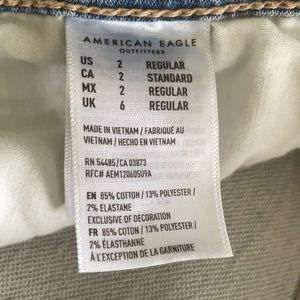 AMERICAN EAGLE
OUTFITTERS
US 2 REGULAR
CA 2 STANDARD
MX 2 REGULAR
UK 6 REGULAR
MADE IN VIETNAM / FABRIQUÉ AU
VIETNAM / HECHO EN VIETNAM
RN 54485/CA 03873
RFC# AEM120605U9A
EN 85% COTTON / 13% POLYESTER /
2% ELASTANE
EXCLUSIVE OF DECORATION
FR 85% COTON / 13% POLYESTER /
2% ÉLASTHANNE
À L'EXCEPTION DE LA GARNITURE